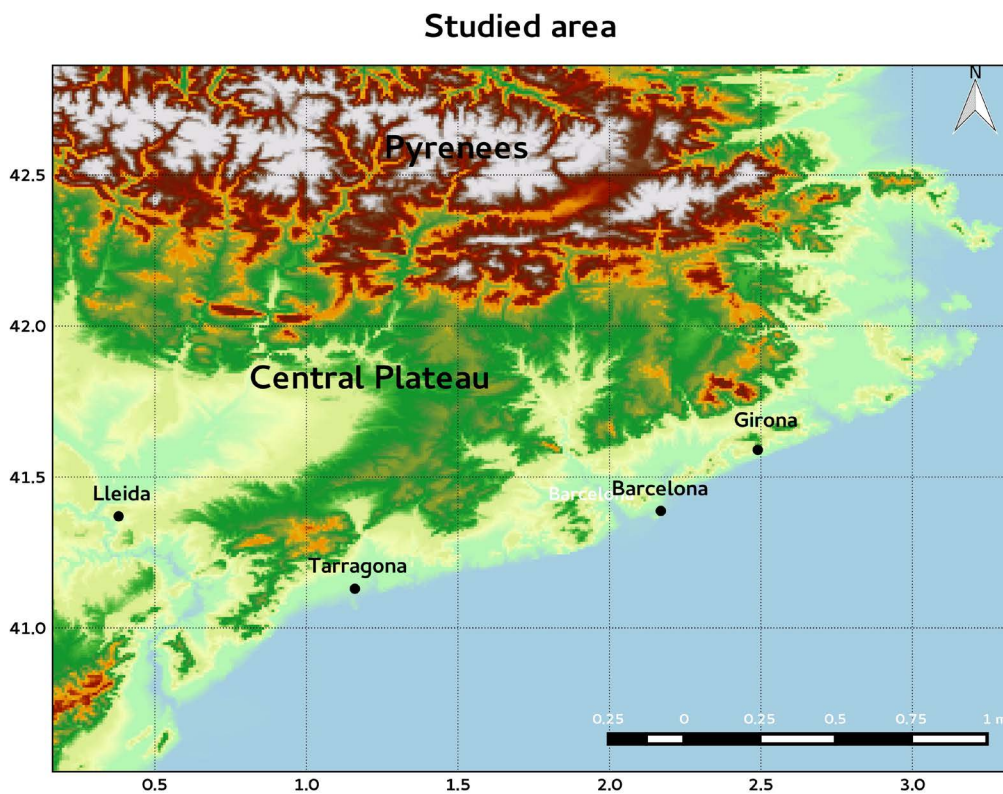 Studied area
N
Pyrenees
42.5
42.0
Central Plateau
Girona
41.5
Lleida
Barcelona Barcelona
Tarragona
41.0
0.25 0 0.25 0.5 0.75 1 m
0.5 1.0 1.5 2.0 2.5 3.0